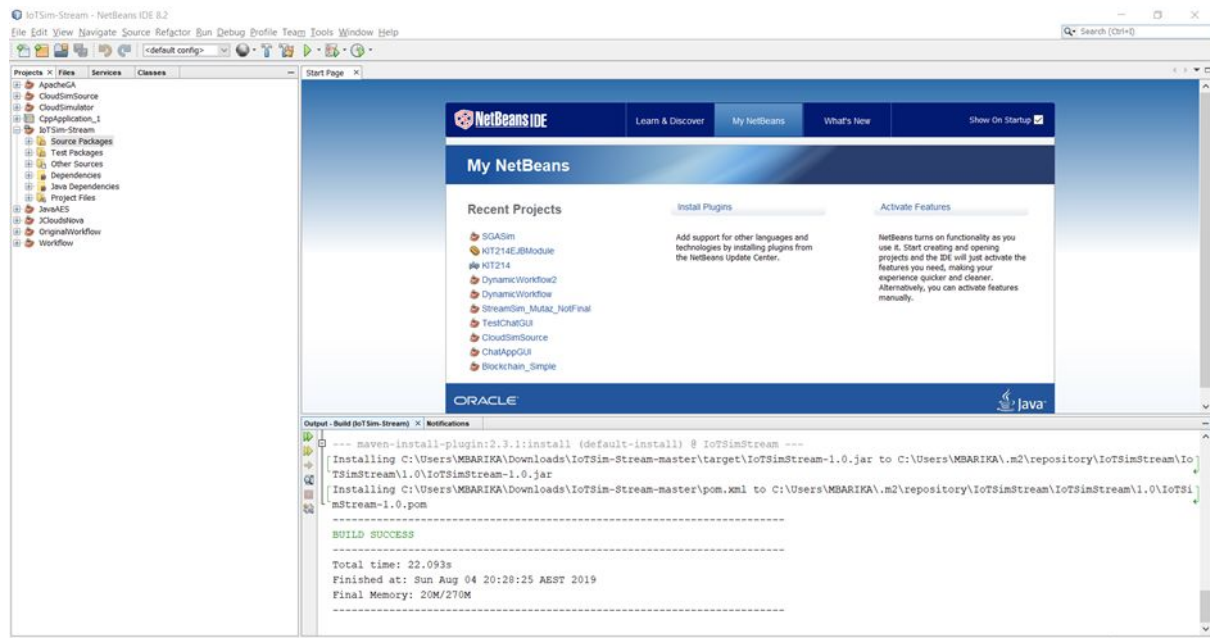 IoTSim-Stream - NetBeans IDE 8.2
File Edit View Navigate Source Refactor Run Debug Profile Team Tools Window Help
Search (Ctrl+I)
<default config>
Projects Files Services Classes
Start Page
ApacheGA
CloudSimSource
CloudSimulator
CppApplication_1
IoTSim-Stream
Source Packages
Test Packages
Other Sources
Dependencies
Java Dependencies
Project Files
JavaAES
JCloudsNova
OriginalWorkflow
Workflow
NetBeans IDE
Learn & Discover
My NetBeans
What's New
Show On Startup
My NetBeans
Recent Projects
SGASim
KIT214EJBModule
KIT214
DynamicWorkflow2
DynamicWorkflow
StreamSim_Mutaz_NotFinal
TestChatGUI
CloudSimSource
ChatAppGUI
Blockchain_Simple
Install Plugins
Add support for other languages and
technologies by installing plugins from
the NetBeans Update Center.
Activate Features
NetBeans turns on functionality as you
use it. Start creating and opening
projects and the IDE will just activate the
features you need, making your
experience quicker and cleaner.
Alternatively, you can activate features
manually.
ORACLE
Java
Output - Build (IoTSim-Stream) Notifications
--- maven-install-plugin:2.3.1:install (default-install) @ IoTSimStream ---
Installing C:\Users\MBARIKA\Downloads\IoTSim-Stream-master\target\IoTSimStream-1.0.jar to C:\Users\MBARIKA\.m2\repository\IoTSimStream\Io
TSimStream\1.0\IoTSimStream-1.0.jar
Installing C:\Users\MBARIKA\Downloads\IoTSim-Stream-master\pom.xml to C:\Users\MBARIKA\.m2\repository\IoTSimStream\IoTSimStream\1.0\IoTSi
mStream-1.0.pom
------------------------------------------------------------------------
BUILD SUCCESS
------------------------------------------------------------------------
Total time: 22.093s
Finished at: Sun Aug 04 20:28:25 AEST 2019
Final Memory: 20M/270M
------------------------------------------------------------------------